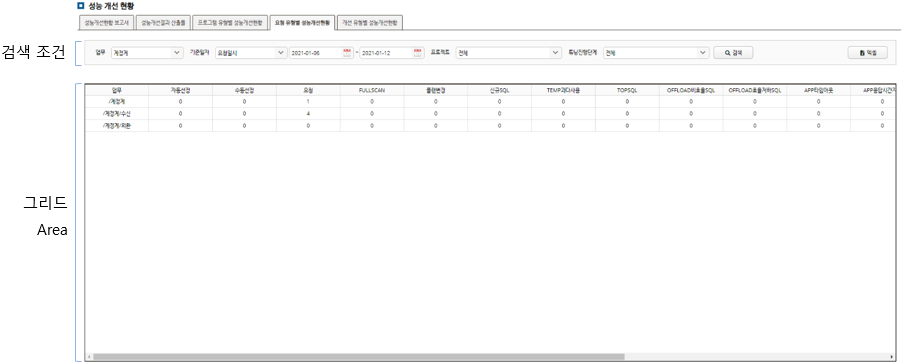 성능 개선 현황
성능개선현황 보고서 성능개선결과 산출물 프로그램 유형별 성능개선현황 요청 유형별 성능개선현황 개선 유형별 성능개선현황
검색 조건
업무 계정계 기준일자 요청일시 2021-01-06 ~ 2021-01-12 프로젝트 전체 튜닝진행단계 전체 검색 엑셀
업무 자동선정 수동선정 요청 FULLSCAN 플랜변경 신규SQL TEMP과다사용 TOPSQL OFFLOAD비효율SQL OFFLOAD효율저하SQL APP타임아웃 APP응답시간지
/계정계 0 0 1 0 0 0 0 0 0 0 0 0
/계정계/수신 0 0 4 0 0 0 0 0 0 0 0 0
/계정계/외환 0 0 0 0 0 0 0 0 0 0 0 0
그리드
Area